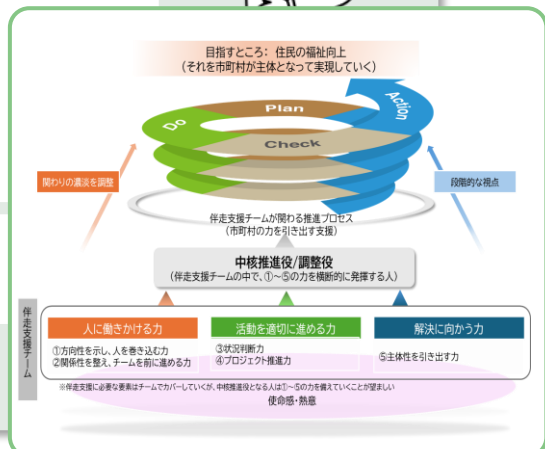 目指すところ： 住民の福祉向上
（それを市町村が主体となって実現していく）
Plan
Do
Action
Check
関わりの濃淡を調整
段階的な視点
伴走支援チームが関わる推進プロセス
（市町村の力を引き出す支援）
中核推進役/調整役
（伴走支援チームの中で、①～⑤の力を横断的に発揮する人）
伴走支援チーム
人に働きかける力
①方向性を示し、人を巻き込む力
②関係性を整え、チームを前に進める力
活動を適切に進める力
③状況判断力
④プロジェクト推進力
解決に向かう力
⑤主体性を引き出す力
※伴走支援に必要な要素はチームでカバーしていくが、中核推進役となる人は①～⑤の力を備えていくことが望ましい
使命感・熱意